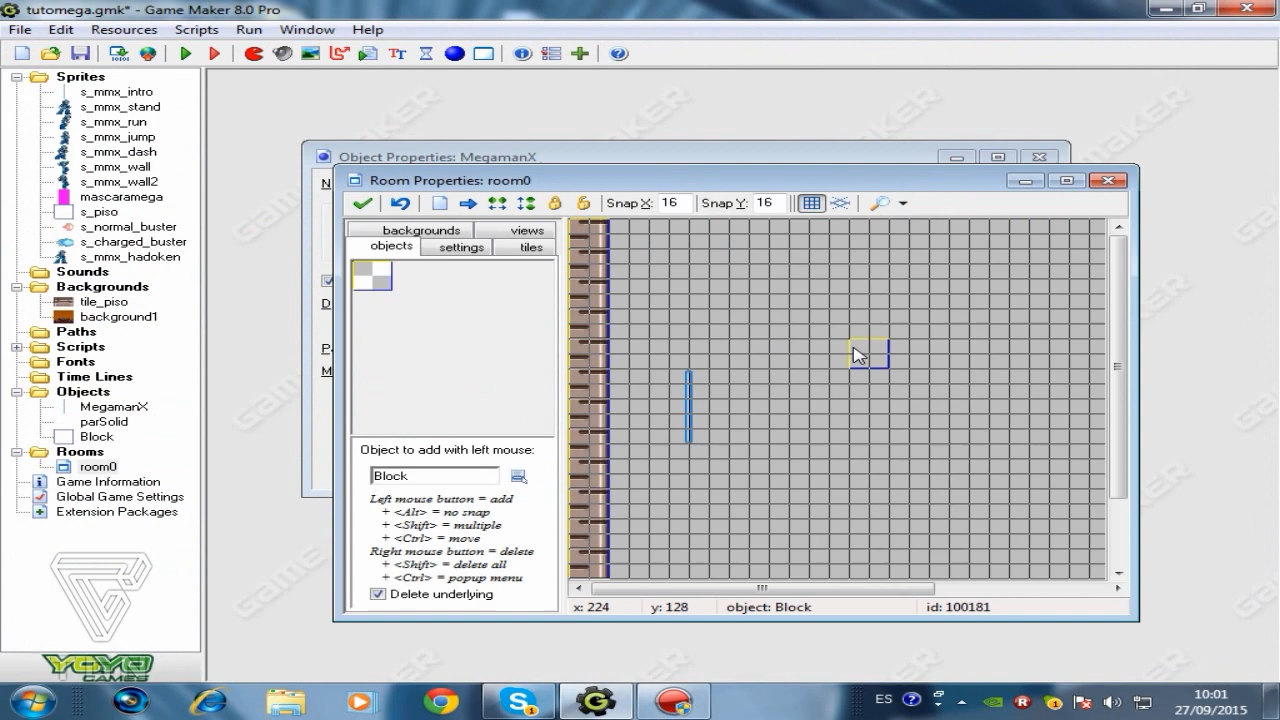 tutomega.gmk* - Game Maker 8.0 Pro
File Edit Resources Scripts Run Window Help
Sprites
s_mmx_intro
s_mmx_stand
s_mmx_run
s_mmx_jump
s_mmx_dash
s_mmx_wall
s_mmx_wall2
mascaramega
s_piso
s_normal_buster
s_charged_buster
s_mmx_hadoken
Sounds
Backgrounds
tile_piso
background1
Paths
Scripts
Fonts
Time Lines
Objects
MegamanX
parSolid
Block
Rooms
room0
Game Information
Global Game Settings
Extension Packages
YOYO
GAMES
Object Properties: MegamanX
N
D
P
M
Room Properties: room0
Snap X: 16 Snap Y: 16
backgrounds views
objects settings tiles
Object to add with left mouse:
Block
Left mouse button = add
+ <Alt> = no snap
+ <Shift> = multiple
+ <Ctrl> = move
Right mouse button = delete
+ <Shift> = delete all
+ <Ctrl> = popup menu
Delete underlying
x: 224 y: 128 object: Block id: 100181
ES
10:01
27/09/2015